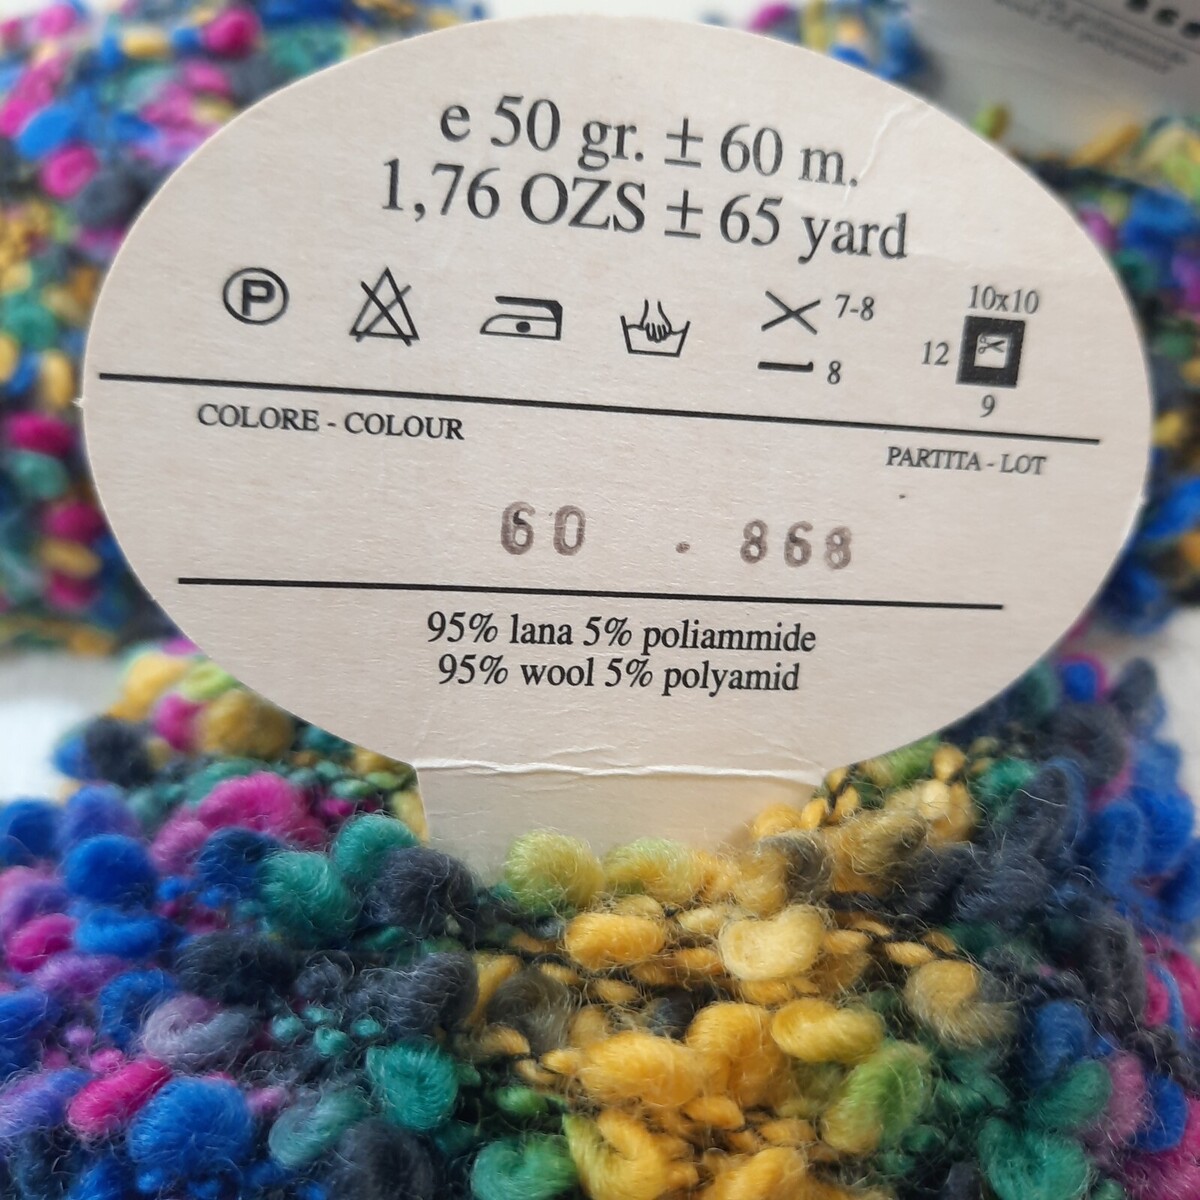 e 50 gr. ± 60 m.
1,76 OZS ± 65 yard
P
7-8
8
10x10
12
9
COLORE - COLOUR
PARTITA - LOT
60 . 868
95% lana 5% poliammide
95% wool 5% polyamid